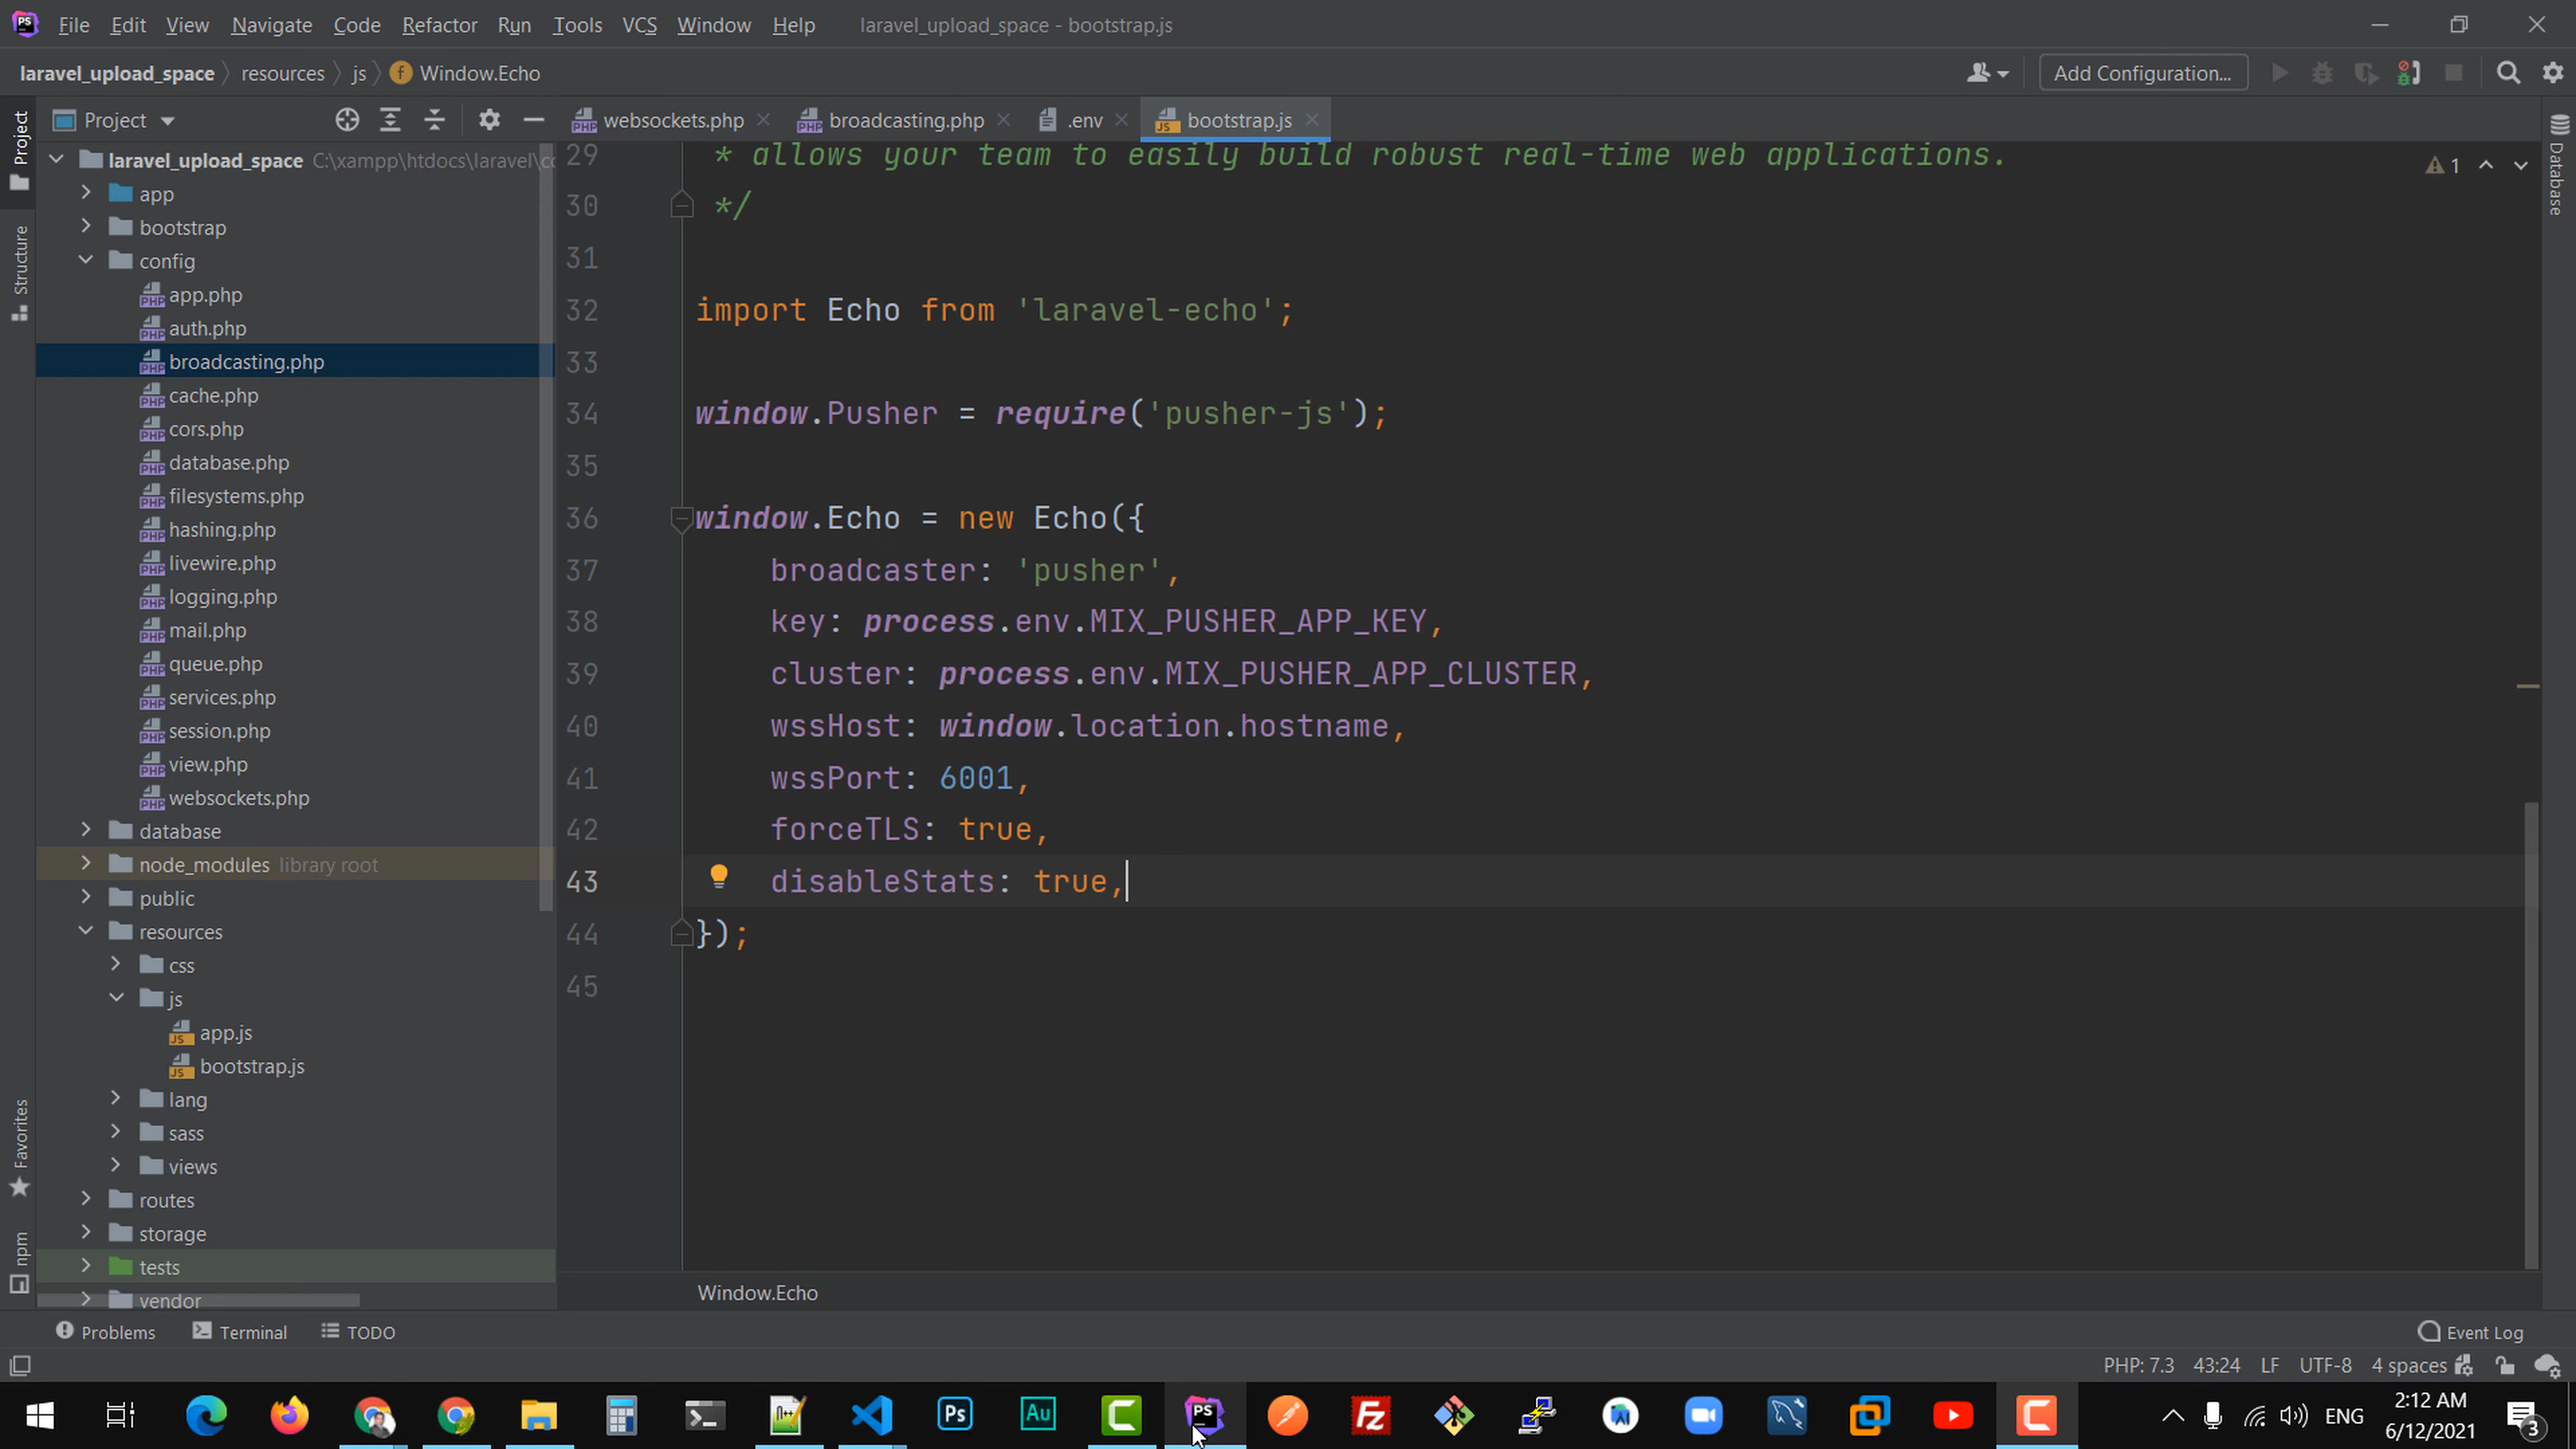 File Edit View Navigate Code Refactor Run Tools VCS Window Help laravel_upload_space - bootstrap.js
laravel_upload_space resources js Window.Echo Add Configuration...
Project websockets.php broadcasting.php .env bootstrap.js
Project
Structure
Favorites
npm
Database
laravel_upload_space C:\xampp\htdocs\laravel\co
app
bootstrap
config
app.php
auth.php
broadcasting.php
cache.php
cors.php
database.php
filesystems.php
hashing.php
livewire.php
logging.php
mail.php
queue.php
services.php
session.php
view.php
websockets.php
database
node_modules library root
public
resources
css
js
app.js
bootstrap.js
lang
sass
views
routes
storage
tests
vendor
29 * allows your team to easily build robust real-time web applications.
30 */
31
32 import Echo from 'laravel-echo';
33
34 window.Pusher = require('pusher-js');
35
36 window.Echo = new Echo({
37 broadcaster: 'pusher',
38 key: process.env.MIX_PUSHER_APP_KEY,
39 cluster: process.env.MIX_PUSHER_APP_CLUSTER,
40 wssHost: window.location.hostname,
41 wssPort: 6001,
42 forceTLS: true,
43 disableStats: true,
44 });
45
1
Window.Echo
Problems Terminal TODO Event Log
PHP: 7.3 43:24 LF UTF-8 4 spaces
ENG 2:12 AM
6/12/2021
3